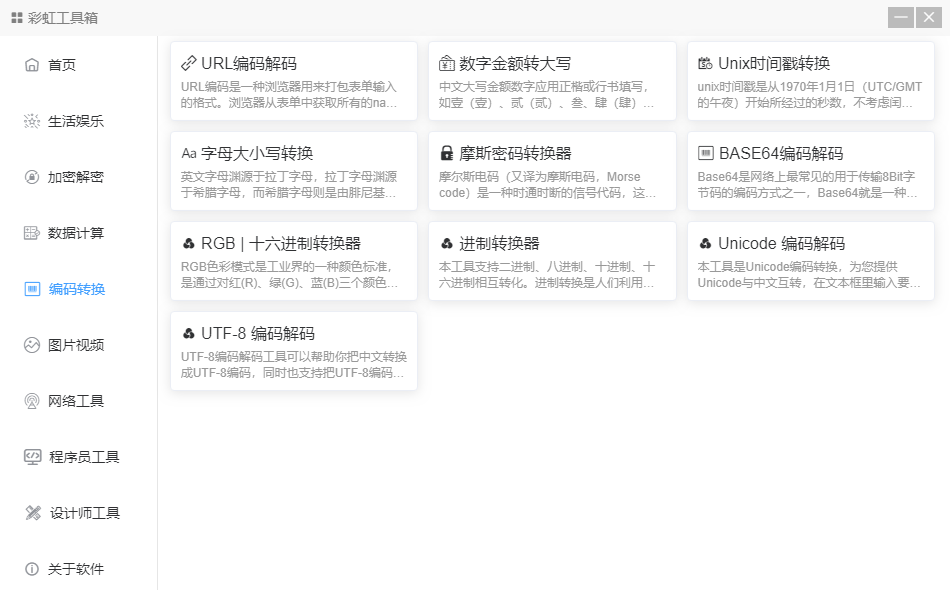 彩虹工具箱
首页
生活娱乐
加密解密
数据计算
编码转换
图片视频
网络工具
程序员工具
设计师工具
关于软件
URL编码解码
URL编码是一种浏览器用来打包表单输入
的格式。浏览器从表单中获取所有的na...
数字金额转大写
中文大写金额数字应用正楷或行书填写，
如壹（壹）、贰（贰）、叁、肆（肆）...
Unix时间戳转换
unix时间戳是从1970年1月1日（UTC/GMT
的午夜）开始所经过的秒数，不考虑闰...
Aa 字母大小写转换
英文字母渊源于拉丁字母，拉丁字母渊源
于希腊字母，而希腊字母则是由腓尼基...
摩斯密码转换器
摩尔斯电码（又译为摩斯电码，Morse
code）是一种时通时断的信号代码，这...
BASE64编码解码
Base64是网络上最常见的用于传输8Bit字
节码的编码方式之一，Base64就是一种...
RGB | 十六进制转换器
RGB色彩模式是工业界的一种颜色标准，
是通过对红(R)、绿(G)、蓝(B)三个颜色...
进制转换器
本工具支持二进制、八进制、十进制、十
六进制相互转化。进制转换是人们利用...
Unicode 编码解码
本工具是Unicode编码转换，为您提供
Unicode与中文互转，在文本框里输入要...
UTF-8 编码解码
UTF-8编码解码工具可以帮助你把中文转换
成UTF-8编码，同时也支持把UTF-8编码...